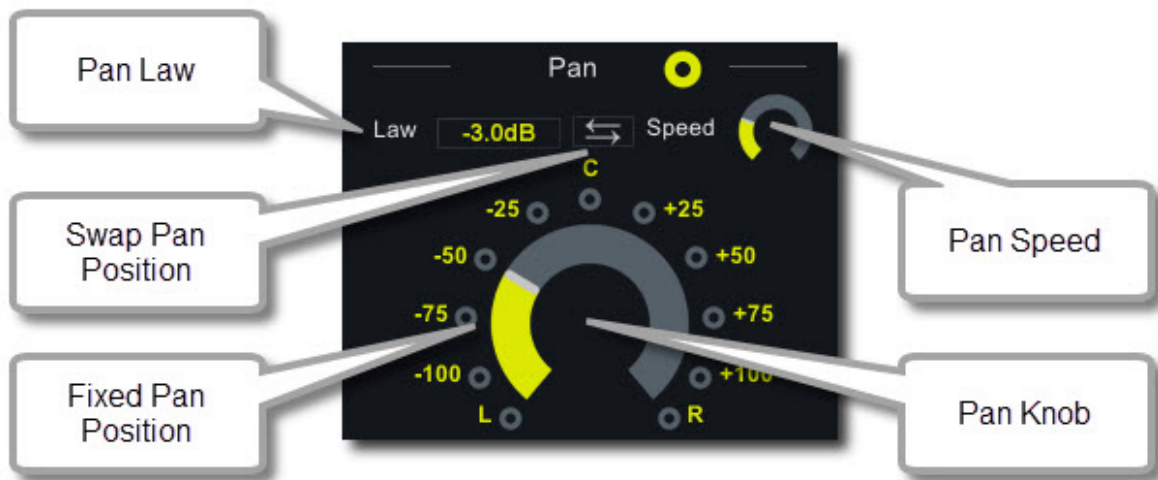 Pan Law
Pan
Law
-3.0dB
Speed
C
-25
+25
Swap Pan
Position
-50
+50
Pan Speed
-75
+75
-100
+100
Fixed Pan
Position
L
R
Pan Knob